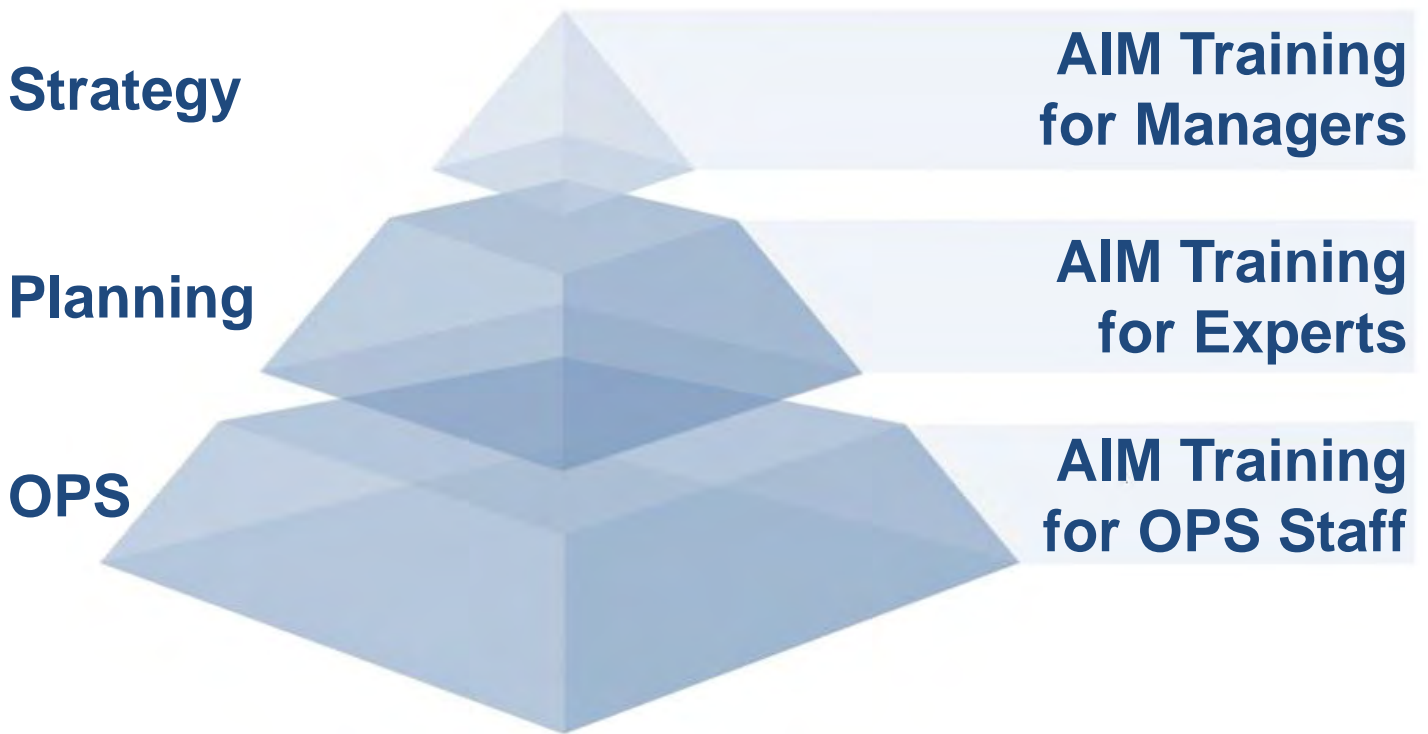 Strategy
AIM Training
for Managers
Planning
AIM Training
for Experts
OPS
AIM Training
for OPS Staff